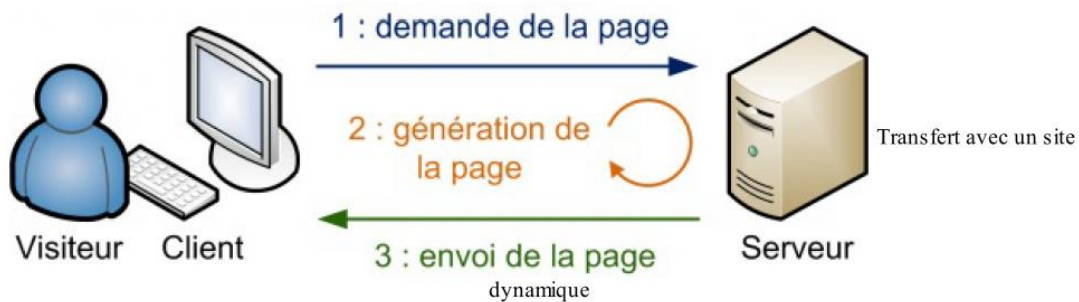 1 : demande de la page
2 : génération de
la page
Transfert avec un site
Visiteur Client
3 : envoi de la page
Serveur
dynamique